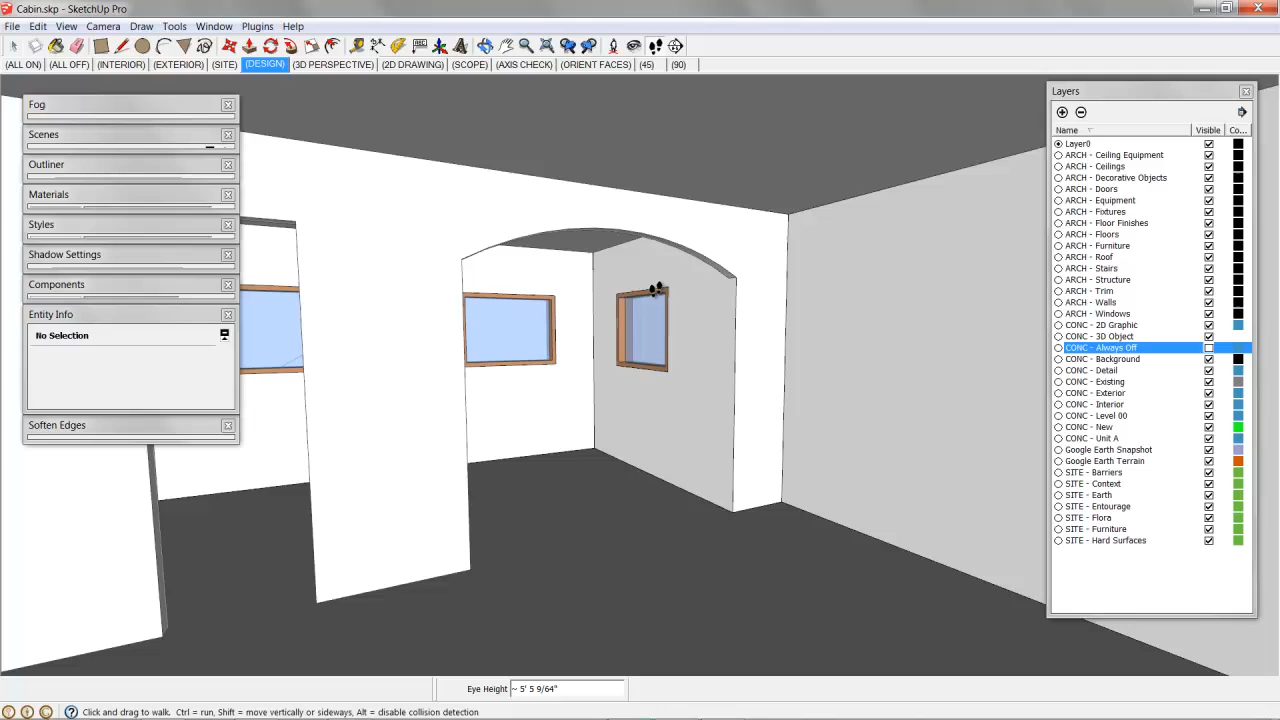 Cabin.skp - SketchUp Pro
File Edit View Camera Draw Tools Window Plugins Help
(ALL ON) (ALL OFF) (INTERIOR) (EXTERIOR) (SITE) (DESIGN) (3D PERSPECTIVE) (2D DRAWING) (SCOPE) (AXIS CHECK) (ORIENT FACES) (45) (90)
Fog
Scenes
Outliner
Materials
Styles
Shadow Settings
Components
Entity Info
No Selection
Soften Edges
Layers
Name Visible Co...
Layer0
ARCH - Ceiling Equipment
ARCH - Ceilings
ARCH - Decorative Objects
ARCH - Doors
ARCH - Equipment
ARCH - Fixtures
ARCH - Floor Finishes
ARCH - Floors
ARCH - Furniture
ARCH - Roof
ARCH - Stairs
ARCH - Structure
ARCH - Trim
ARCH - Walls
ARCH - Windows
CONC - 2D Graphic
CONC - 3D Object
CONC - Always Off
CONC - Background
CONC - Detail
CONC - Existing
CONC - Exterior
CONC - Interior
CONC - Level 00
CONC - New
CONC - Unit A
Google Earth Snapshot
Google Earth Terrain
SITE - Barriers
SITE - Context
SITE - Earth
SITE - Entourage
SITE - Flora
SITE - Furniture
SITE - Hard Surfaces
Eye Height ~ 5' 5 9/64"
Click and drag to walk. Ctrl = run, Shift = move vertically or sideways, Alt = disable collision detection